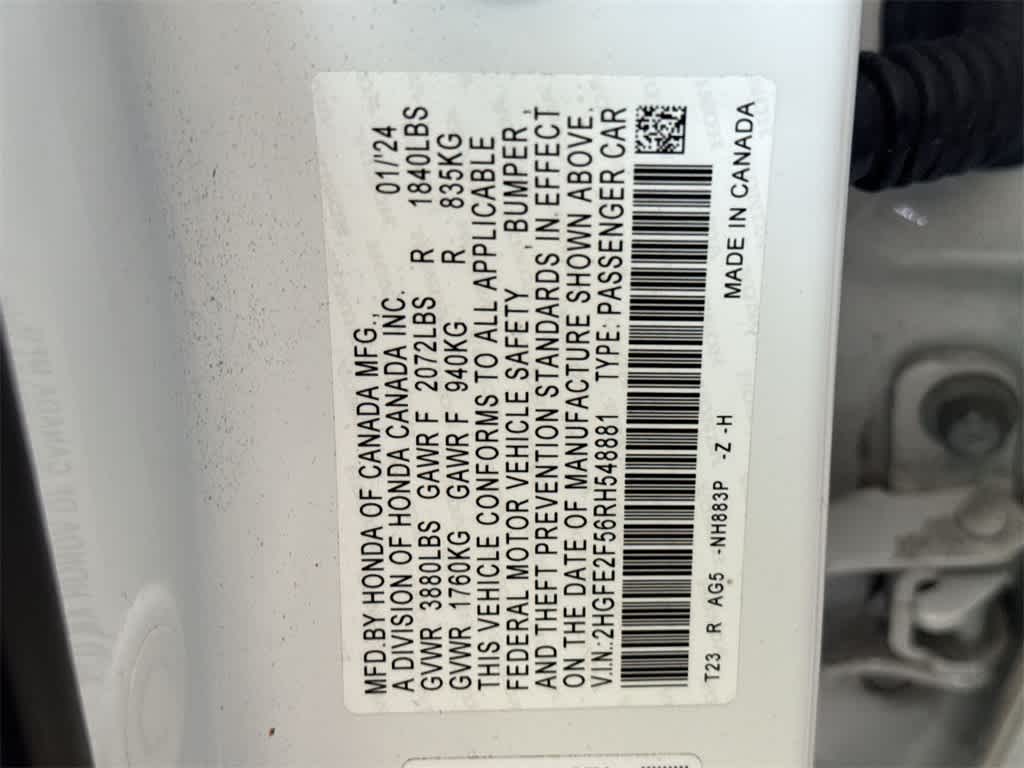 MFD.BY HONDA OF CANADA MFG., 01/'24
A DIVISION OF HONDA CANADA INC.
GVWR 3880LBS GAWR F 2072LBS R 1840LBS
GVWR 1760KG GAWR F 940KG R 835KG
THIS VEHICLE CONFORMS TO ALL APPLICABLE
FEDERAL MOTOR VEHICLE SAFETY , BUMPER ,
AND THEFT PREVENTION STANDARDS IN EFFECT
ON THE DATE OF MANUFACTURE SHOWN ABOVE.
V.I.N.:2HGFE2F56RH548881 TYPE: PASSENGER CAR
T23 R AG5 -NH883P -Z -H
MADE IN CANADA